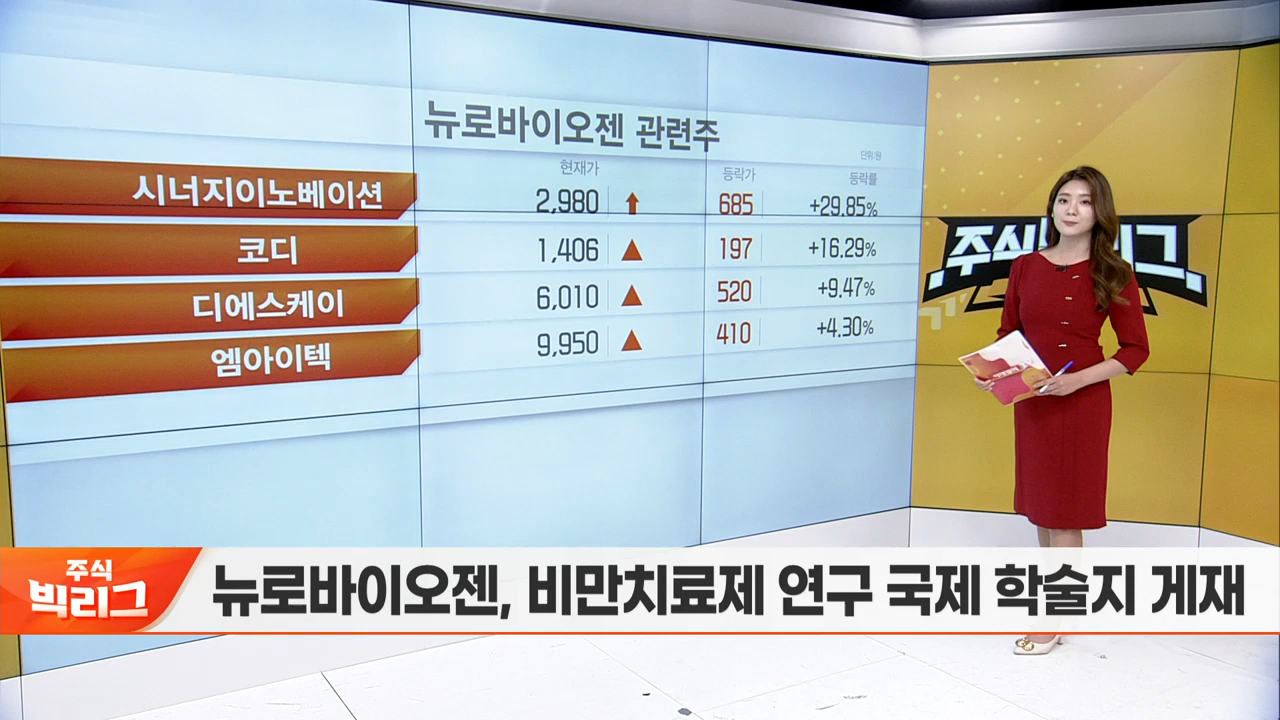 뉴로바이오젠 관련주
단위:원
현재가 등락가 등락률
시너지이노베이션 2,980 685 +29.85%
코디 1,406 197 +16.29%
디에스케이 6,010 520 +9.47%
엠아이텍 9,950 410 +4.30%
주식
빅리그
뉴로바이오젠, 비만치료제 연구 국제 학술지 게재